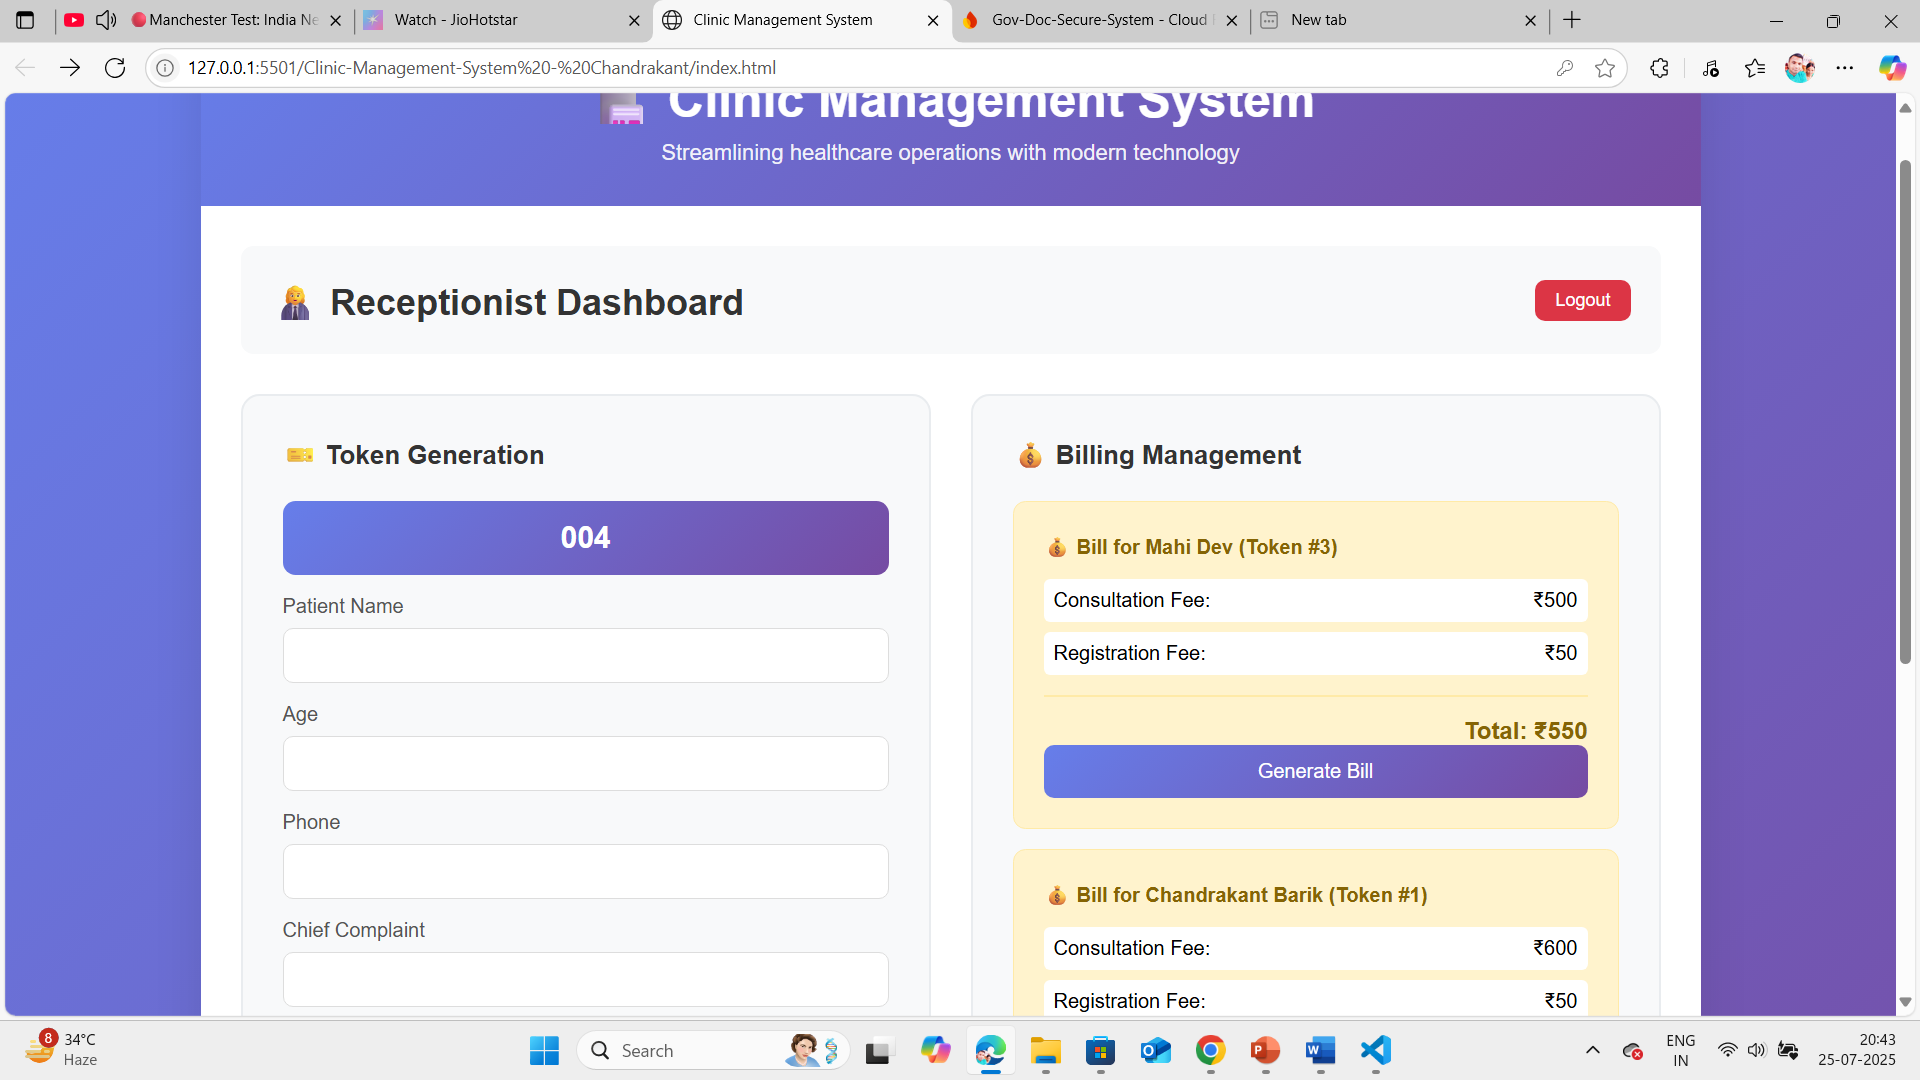 Manchester Test: India Ne
Watch - JioHotstar
Clinic Management System
Gov-Doc-Secure-System - Cloud
New tab
127.0.0.1:5501/Clinic-Management-System%20-%20Chandrakant/index.html
Clinic Management System
Streamlining healthcare operations with modern technology
Receptionist Dashboard
Logout
Token Generation
004
Patient Name
Age
Phone
Chief Complaint
Billing Management
Bill for Mahi Dev (Token #3)
Consultation Fee: ₹500
Registration Fee: ₹50
Total: ₹550
Generate Bill
Bill for Chandrakant Barik (Token #1)
Consultation Fee: ₹600
Registration Fee: ₹50
8
34°C
Haze
Search
ENG
IN
20:43
25-07-2025